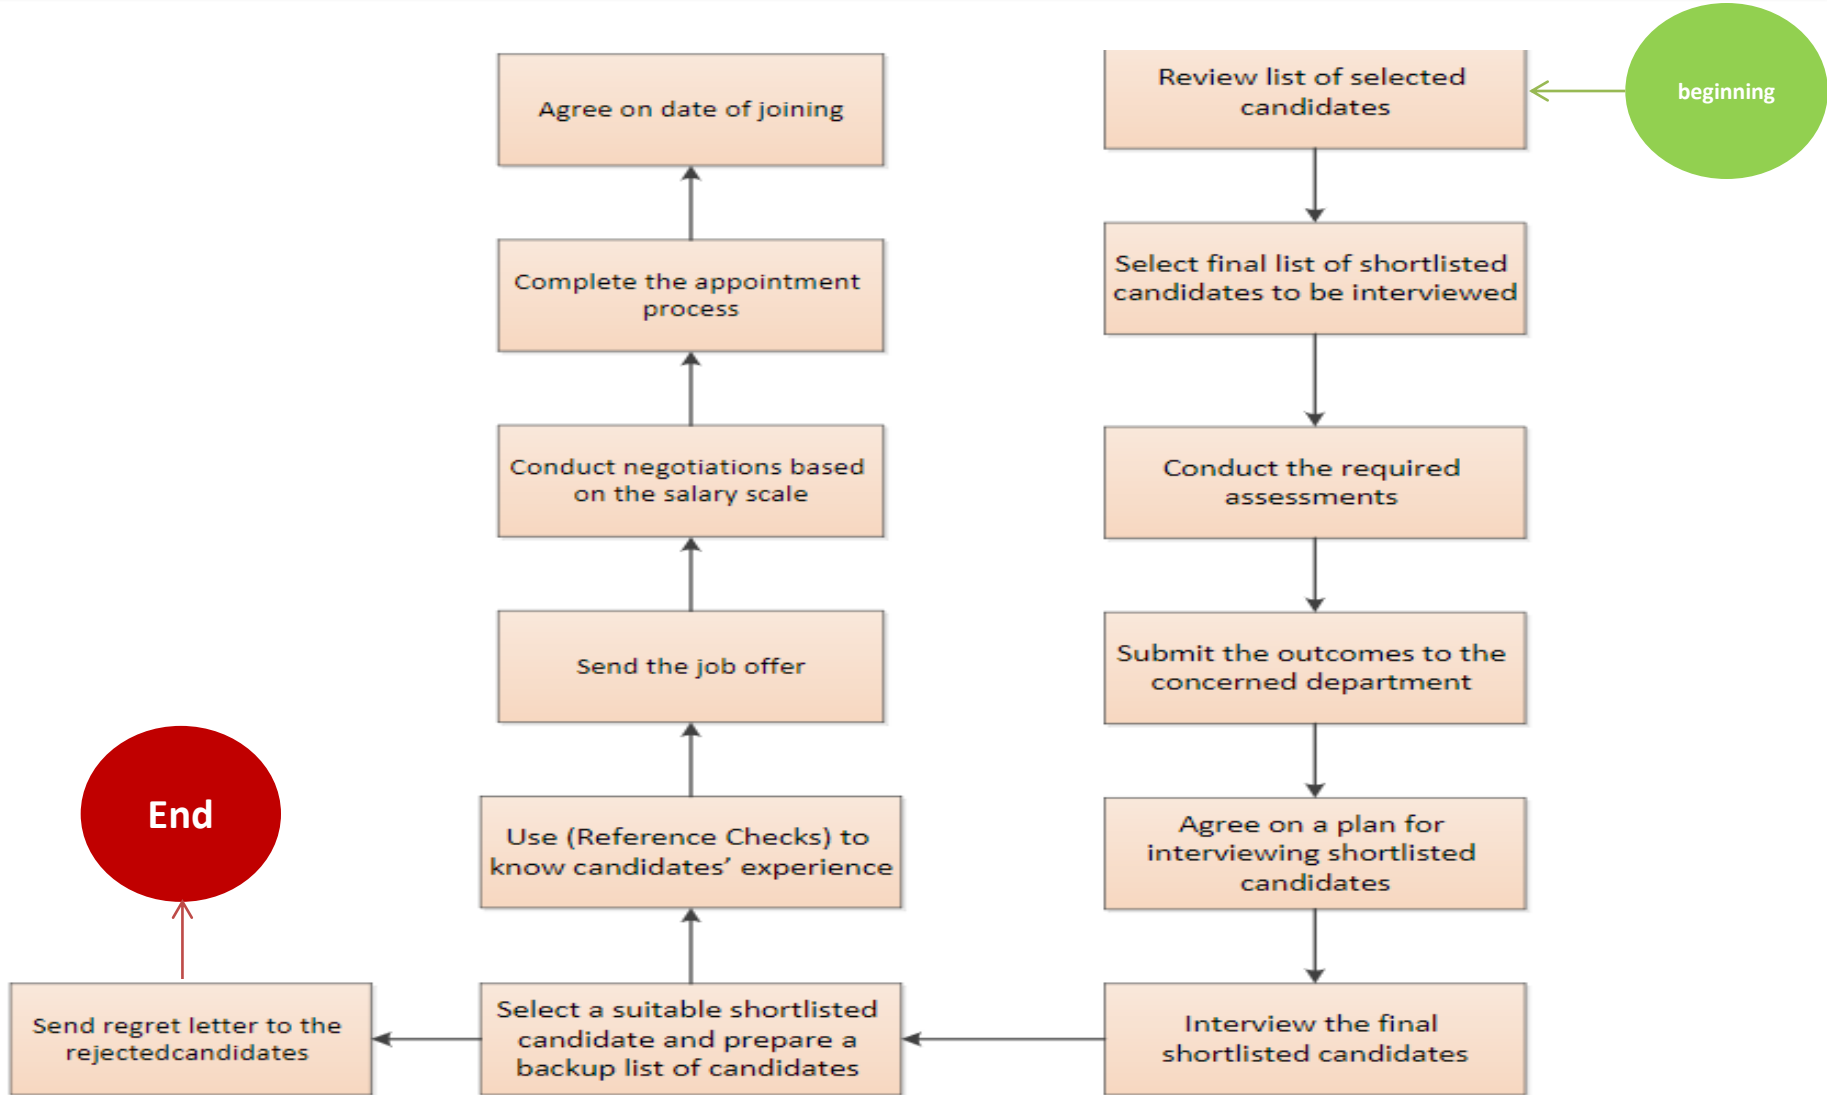 beginning
Review list of selected
candidates
Select final list of shortlisted
candidates to be interviewed
Conduct the required
assessments
Submit the outcomes to the
concerned department
Agree on a plan for
interviewing shortlisted
candidates
Interview the final
shortlisted candidates
Select a suitable shortlisted
candidate and prepare a
backup list of candidates
Use (Reference Checks) to
know candidates’ experience
Send the job offer
Conduct negotiations based
on the salary scale
Complete the appointment
process
Agree on date of joining
Send regret letter to the
rejectedcandidates
End